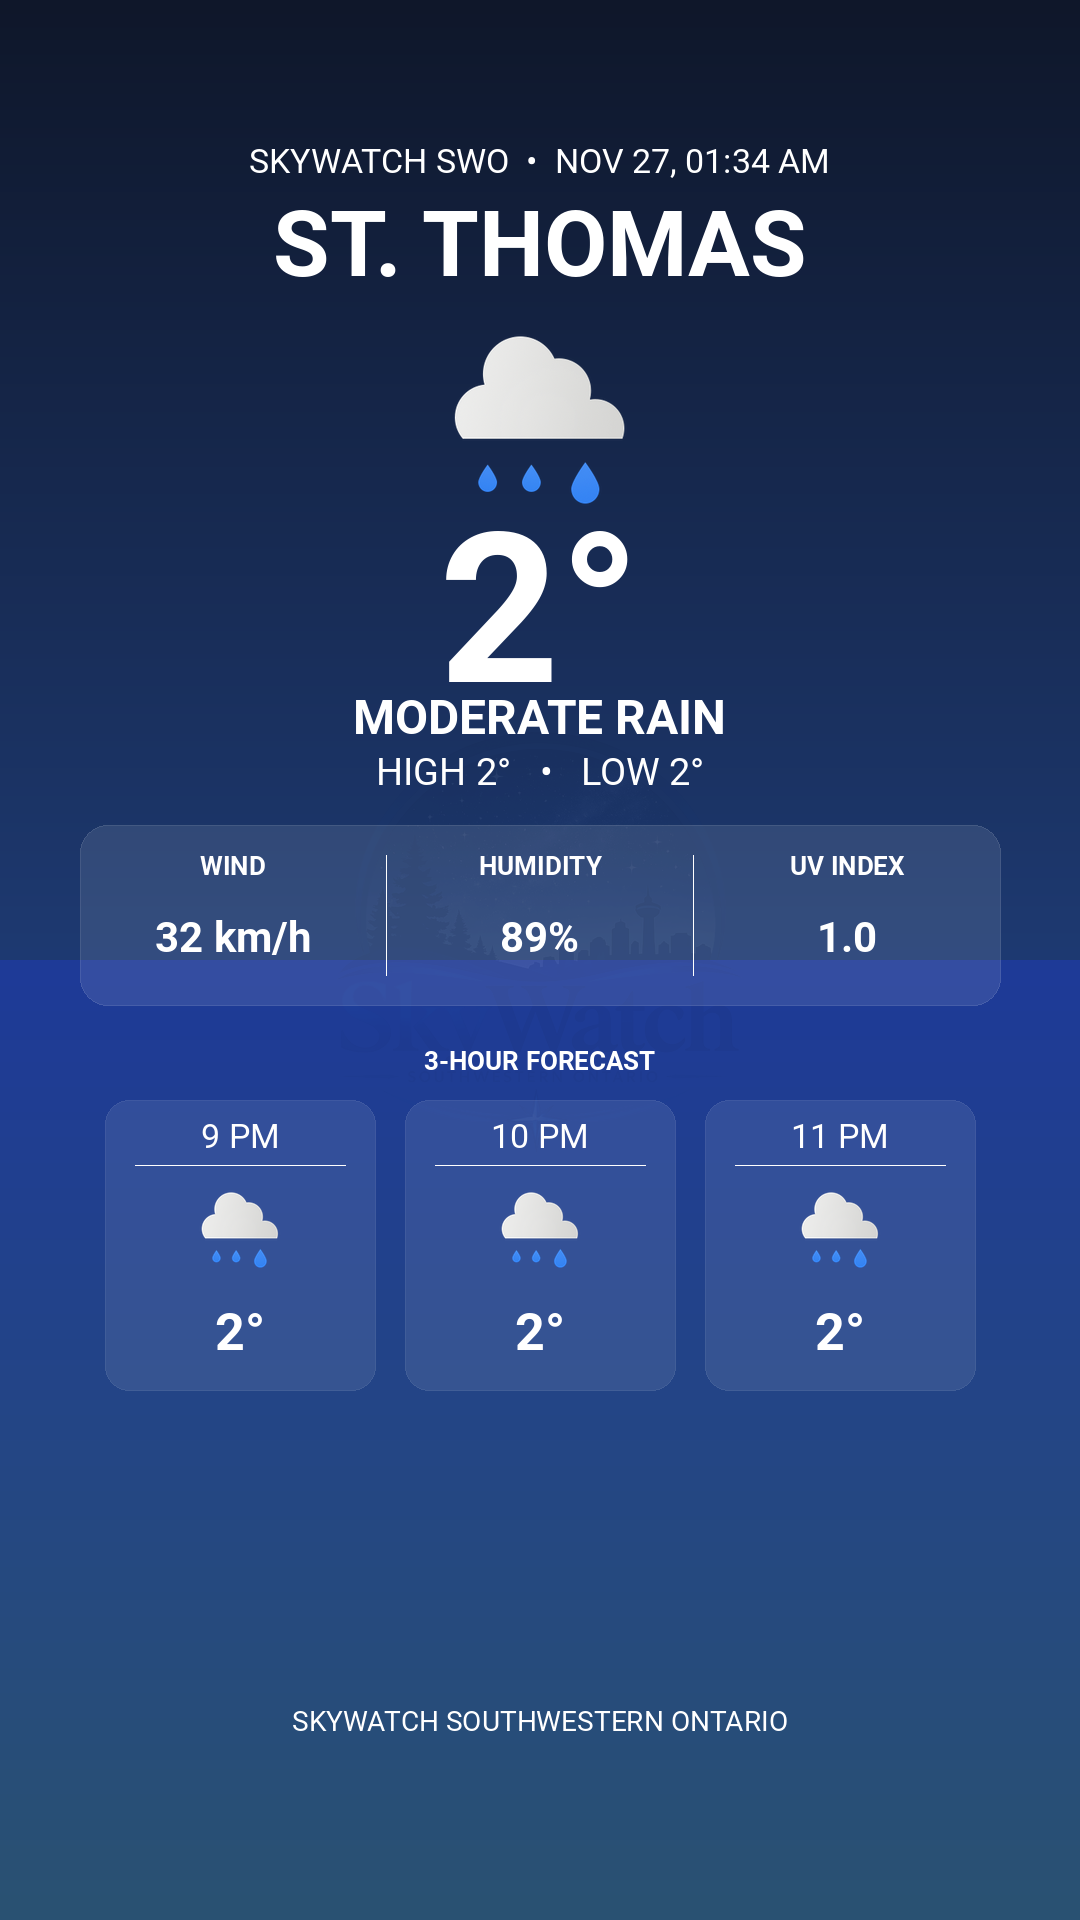 SKYWATCH SWO • NOV 27, 01:34 AM
ST. THOMAS
2°
MODERATE RAIN
HIGH 2° • LOW 2°
WIND
HUMIDITY
UV INDEX
32 km/h
89%
1.0
SkyWatch
3-HOUR FORECAST
9 PM
10 PM
11 PM
2°
2°
2°
SKYWATCH SOUTHWESTERN ONTARIO